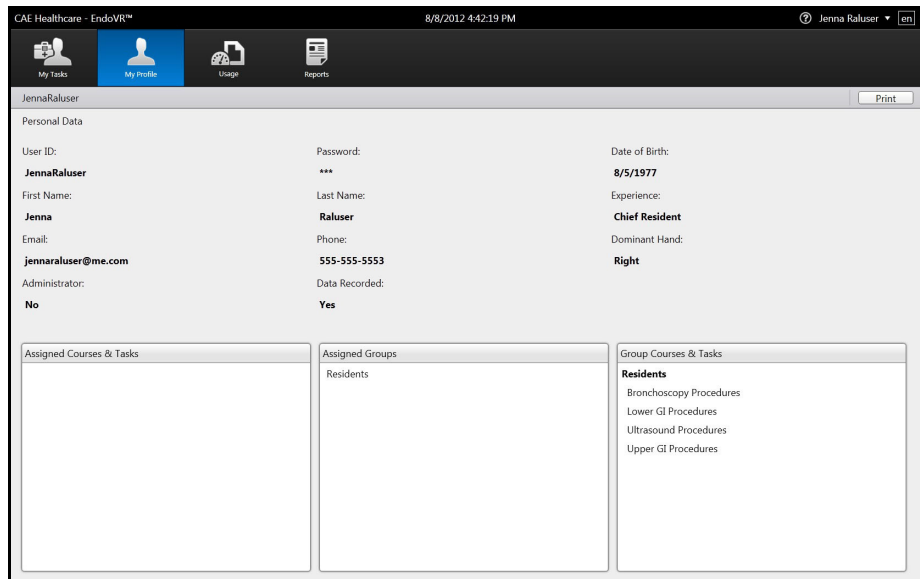 CAE Healthcare - EndoVR™ 8/8/2012 4:42:19 PM ? Jenna Raluser ▼ en
My Tasks My Profile Usage Reports
JennaRaluser Print
Personal Data
User ID: Password: Date of Birth:
JennaRaluser *** 8/5/1977
First Name: Last Name: Experience:
Jenna Raluser Chief Resident
Email: Phone: Dominant Hand:
jennaraluser@me.com 555-555-5553 Right
Administrator: Data Recorded:
No Yes
Assigned Courses & Tasks Assigned Groups Group Courses & Tasks
Residents Residents
Bronchoscopy Procedures
Lower GI Procedures
Ultrasound Procedures
Upper GI Procedures